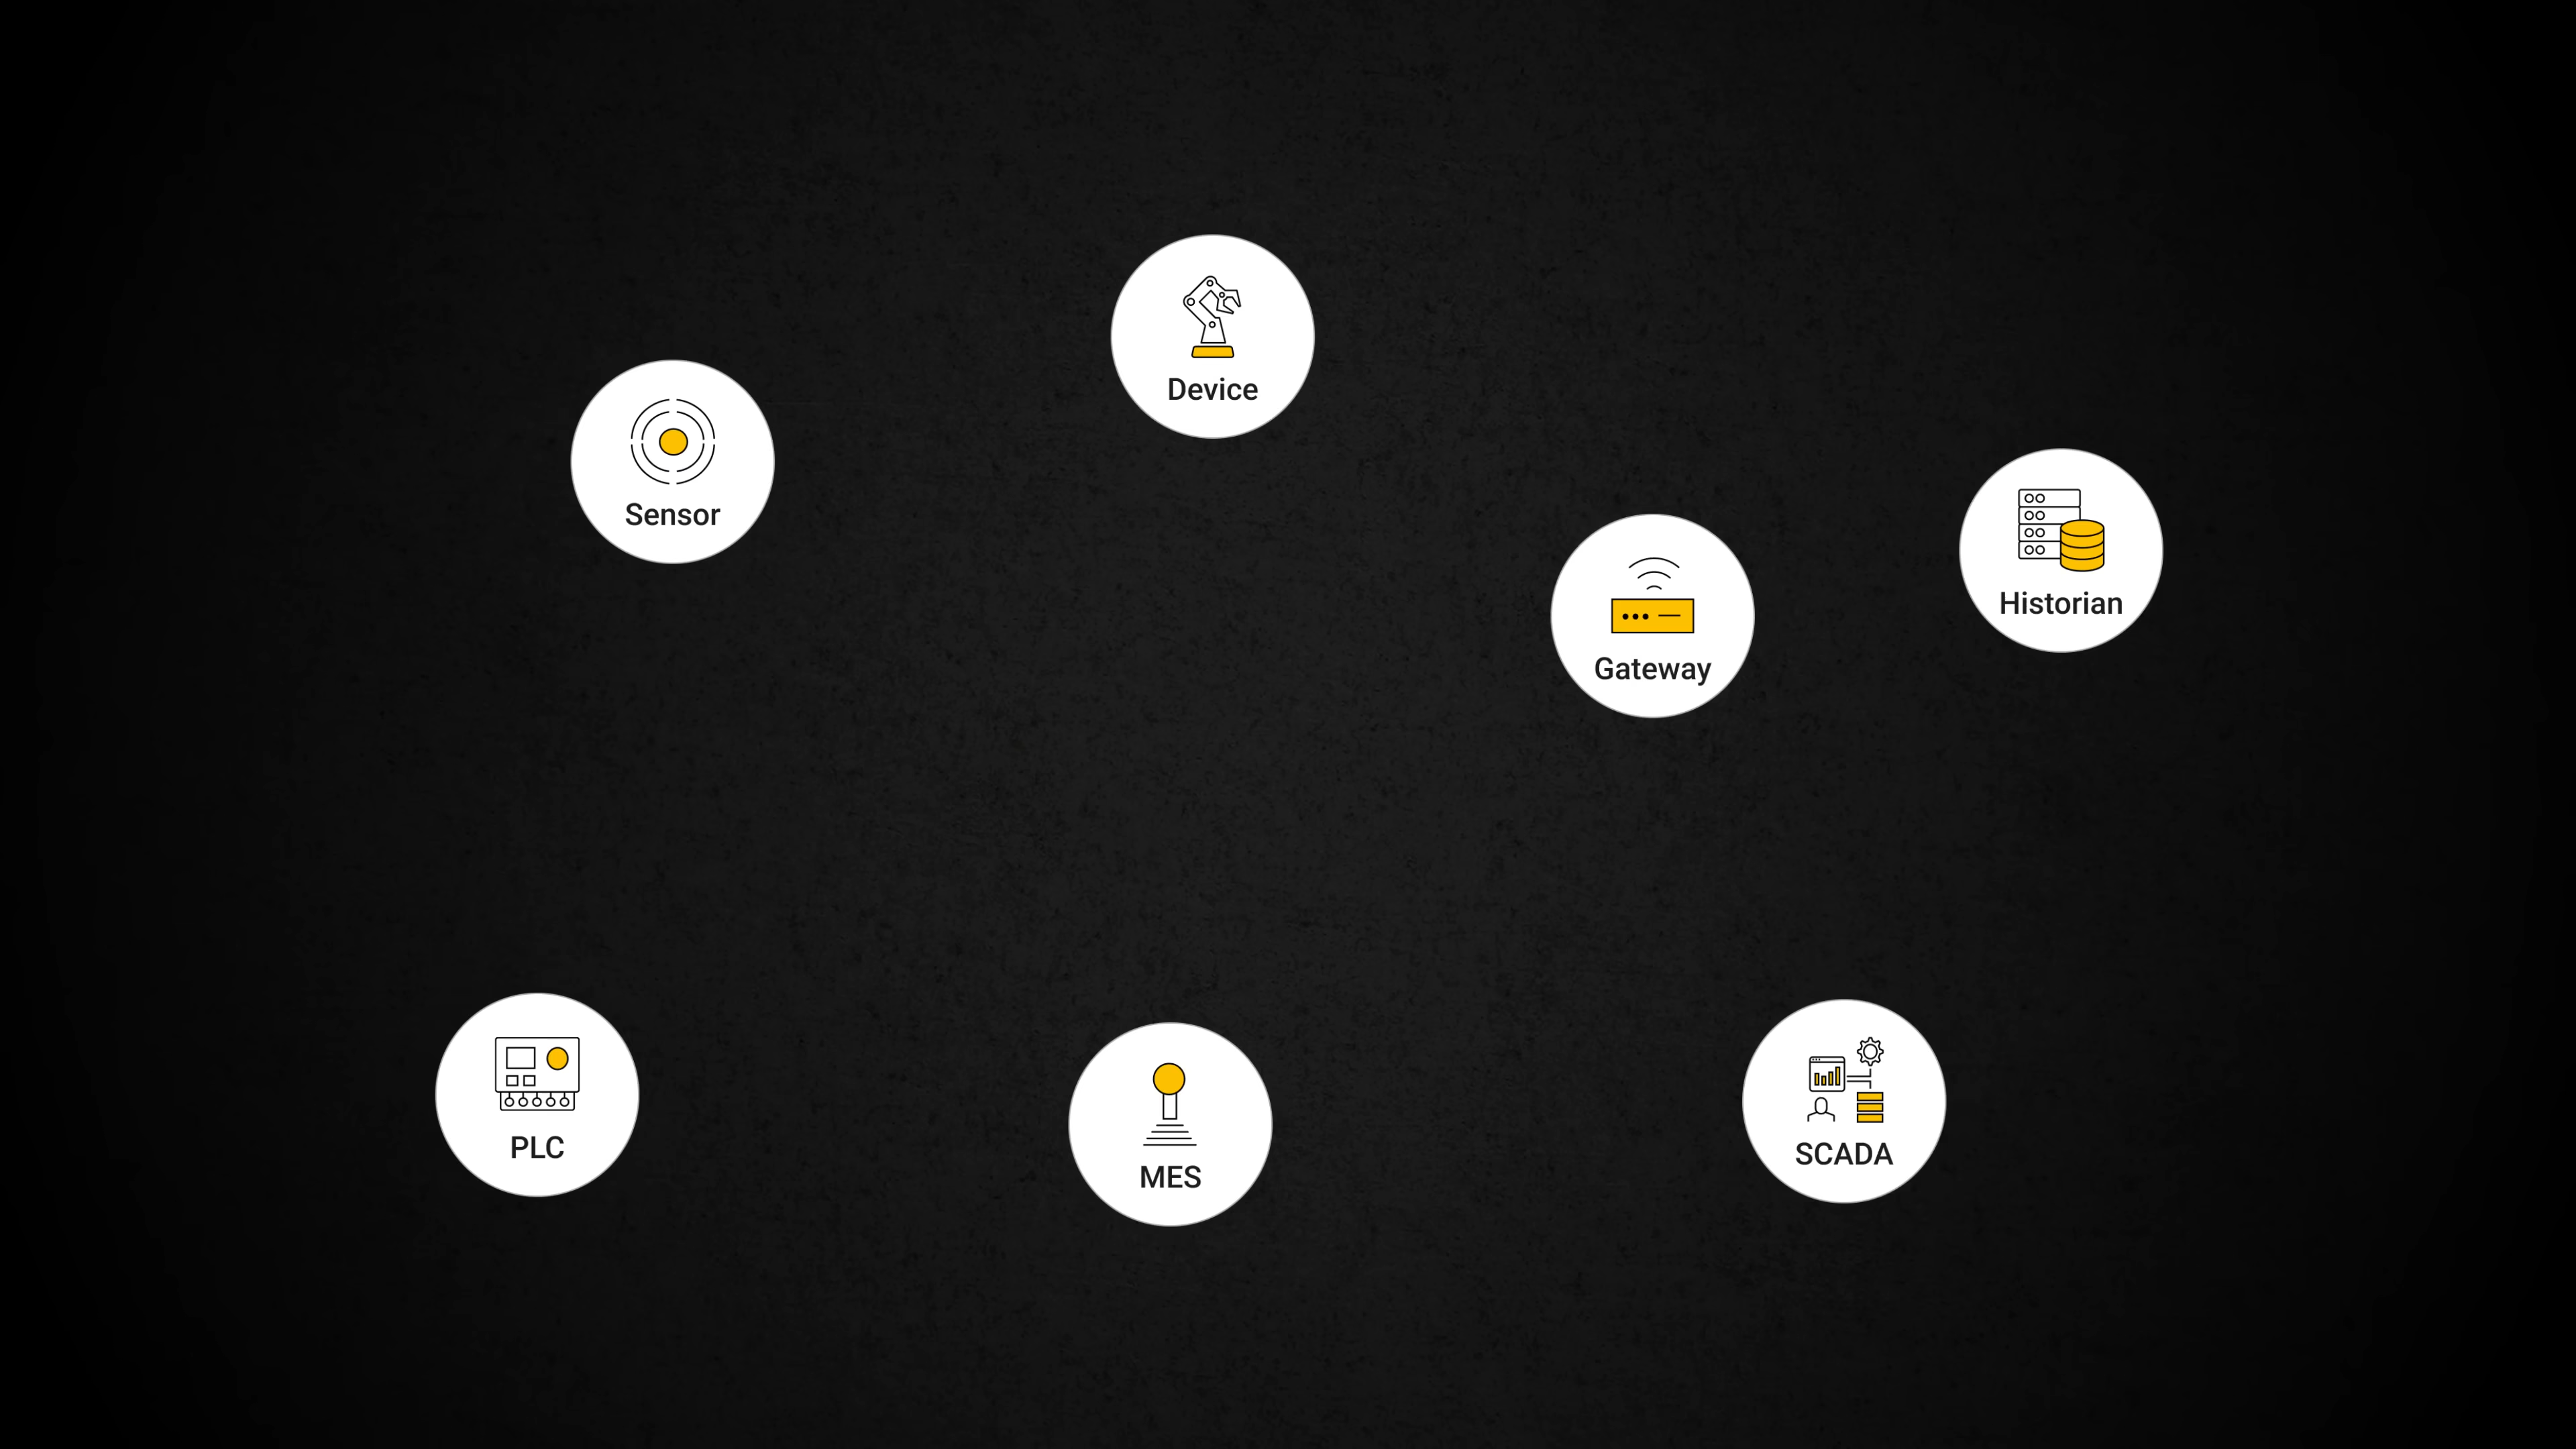 Device
Sensor
Historian
Gateway
PLC
SCADA
MES